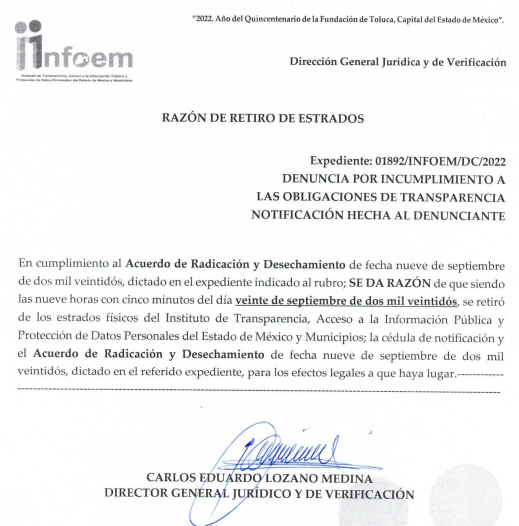 "2022. Año del Quincentenario de la Fundación de Toluca, Capital del Estado de México".
infoem
Instituto de Transparencia, Acceso a la Información Pública y
Protección de Datos Personales del Estado de México y Municipios
Dirección General Jurídica y de Verificación
RAZÓN DE RETIRO DE ESTRADOS
Expediente: 01892/INFOEM/DC/2022
DENUNCIA POR INCUMPLIMIENTO A
LAS OBLIGACIONES DE TRANSPARENCIA
NOTIFICACIÓN HECHA AL DENUNCIANTE
En cumplimiento al Acuerdo de Radicación y Desechamiento de fecha nueve de septiembre
de dos mil veintidós, dictado en el expediente indicado al rubro; SE DA RAZÓN de que siendo
las nueve horas con cinco minutos del día veinte de septiembre de dos mil veintidós, se retiró
de los estrados físicos del Instituto de Transparencia, Acceso a la Información Pública y
Protección de Datos Personales del Estado de México y Municipios; la cédula de notificación y
el Acuerdo de Radicación y Desechamiento de fecha nueve de septiembre de dos mil
veintidós, dictado en el referido expediente, para los efectos legales a que haya lugar.------------
CARLOS EDUARDO LOZANO MEDINA
DIRECTOR GENERAL JURÍDICO Y DE VERIFICACIÓN